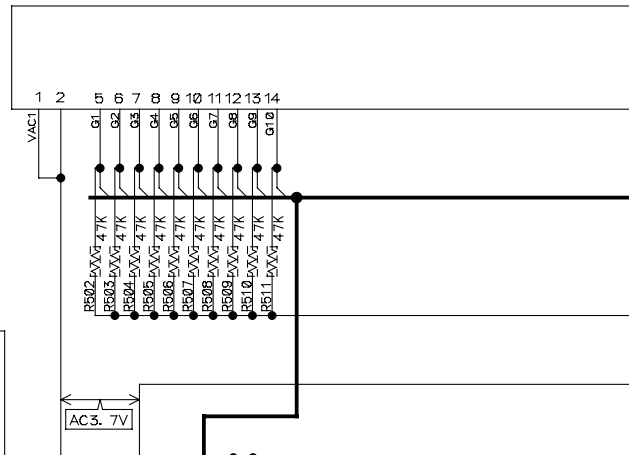 1 2 5 6 7 8 9 10 11 12 13 14
VAC1 G1 G2 G3 G4 G5 G6 G7 G8 G9 G10
47K 47K 47K 47K 47K 47K 47K 47K 47K 47K
R502 R503 R504 R505 R506 R507 R508 R509 R510 R511
AC3. 7V